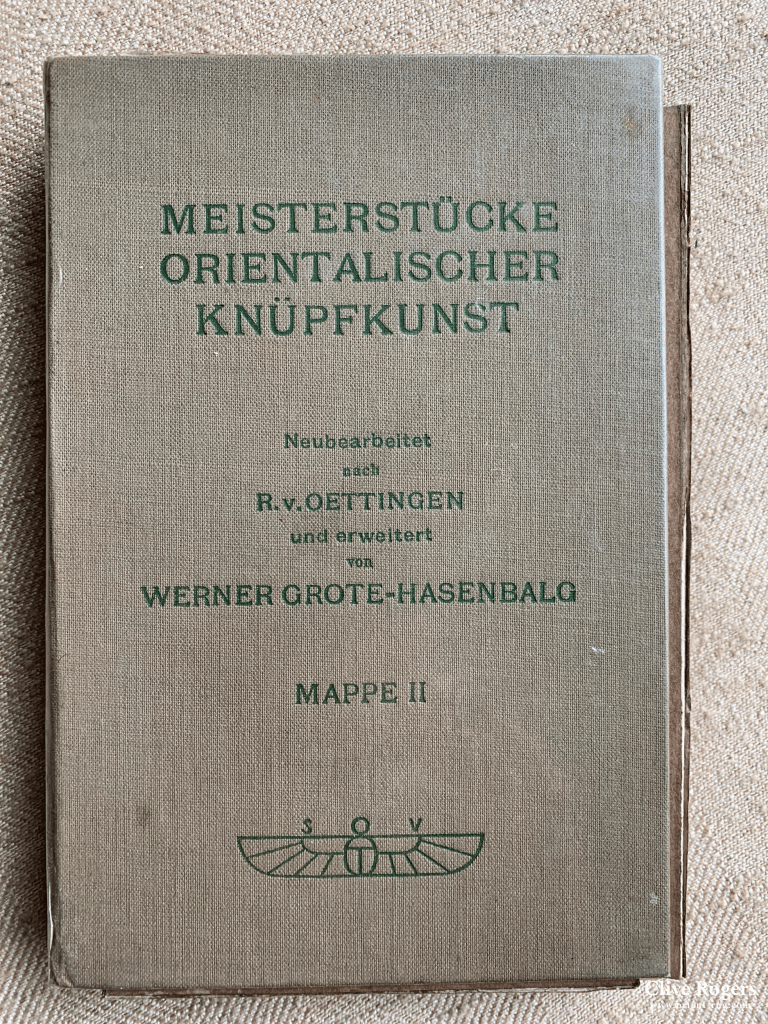 MEISTERSTÜCKE
ORIENTALISCHER
KNÜPFKUNST
Neubearbeitet
nach
R.v.OETTINGEN
und erweitert
von
WERNER GROTE-HASENBALG
MAPPE II
S O V
Clive Rogers